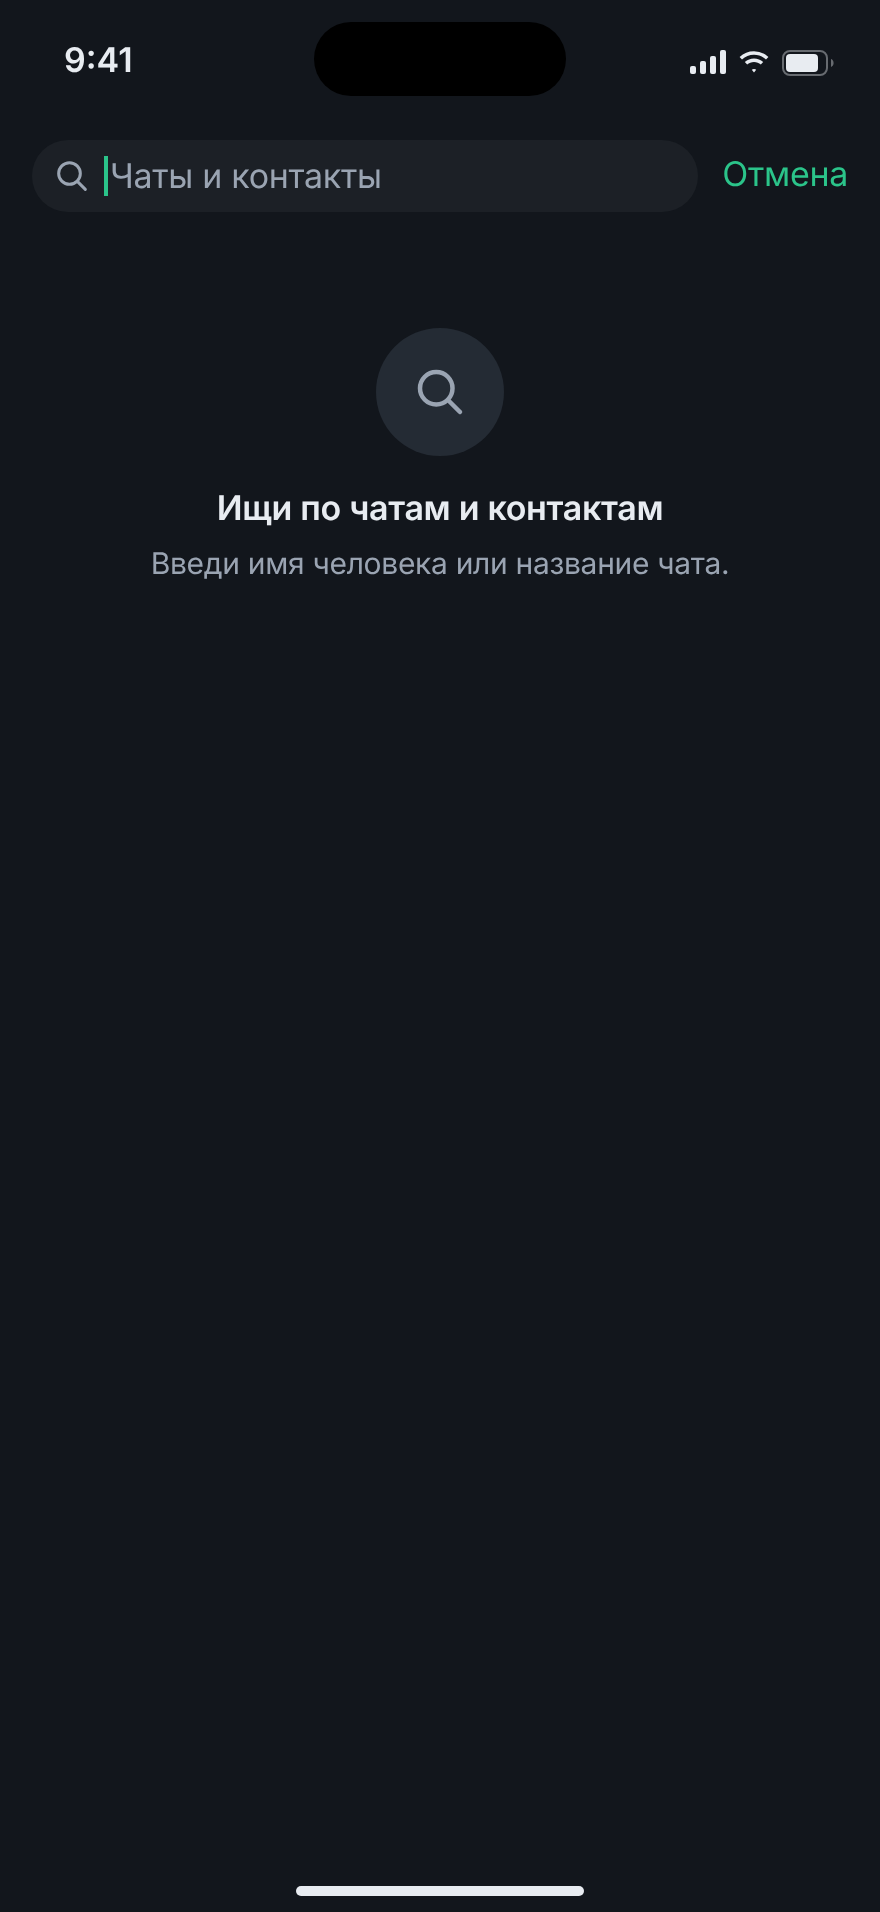 9:41
Чаты и контакты
Отмена
Ищи по чатам и контактам
Введи имя человека или название чата.